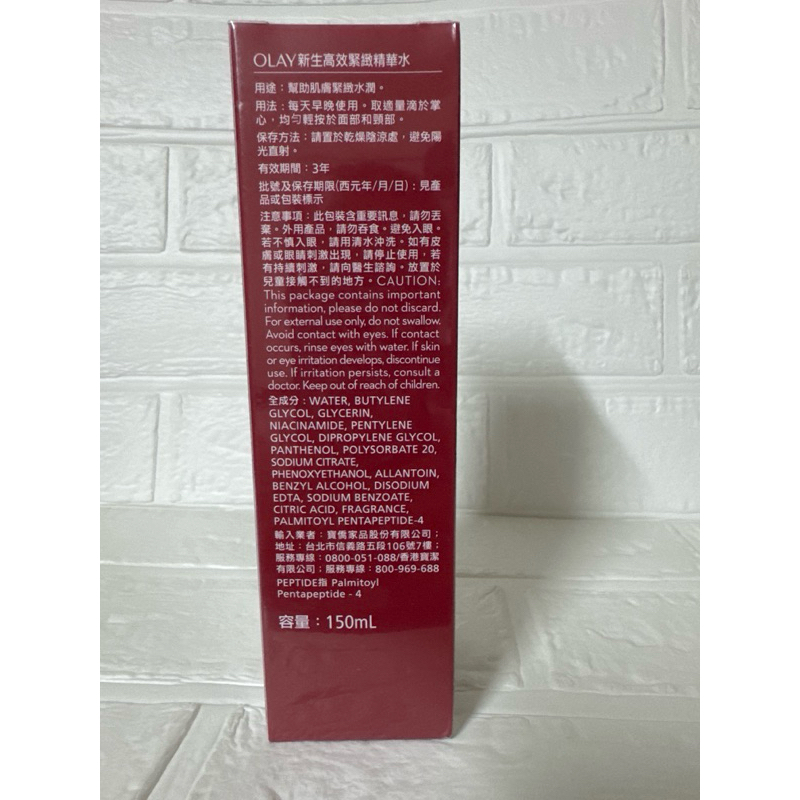 OLAY新生高效緊緻精華水
用途：幫助肌膚緊緻水潤。
用法：每天早晚使用。取適量滴於掌
心，均勻輕按於面部和頸部。
保存方法：請置於乾燥陰涼處，避免陽
光直射。
有效期間：3年
批號及保存期限(西元年/月/日)：見產
品或包裝標示
注意事項：此包裝含重要訊息，請勿丟
棄。外用產品，請勿吞食。避免入眼。
若不慎入眼，請用清水沖洗。如有皮
膚或眼睛刺激出現，請停止使用，若
有持續刺激，請向醫生諮詢。放置於
兒童接觸不到的地方。CAUTION:
This package contains important
information, please do not discard.
For external use only, do not swallow.
Avoid contact with eyes. If contact
occurs, rinse eyes with water. If skin
or eye irritation develops, discontinue
use. If irritation persists, consult a
doctor. Keep out of reach of children.
全成分：WATER, BUTYLENE
GLYCOL, GLYCERIN,
NIACINAMIDE, PENTYLENE
GLYCOL, DIPROPYLENE GLYCOL,
PANTHENOL, POLYSORBATE 20,
SODIUM CITRATE,
PHENOXYETHANOL, ALLANTOIN,
BENZYL ALCOHOL, DISODIUM
EDTA, SODIUM BENZOATE,
CITRIC ACID, FRAGRANCE,
PALMITOYL PENTAPEPTIDE-4
輸入業者：寶僑家品股份有限公司；
地址：台北市信義路五段106號7樓；
服務專線：0800-051-088/香港寶潔
有限公司；服務專線：800-969-688
PEPTIDE指 Palmitoyl
Pentapeptide - 4
容量：150mL